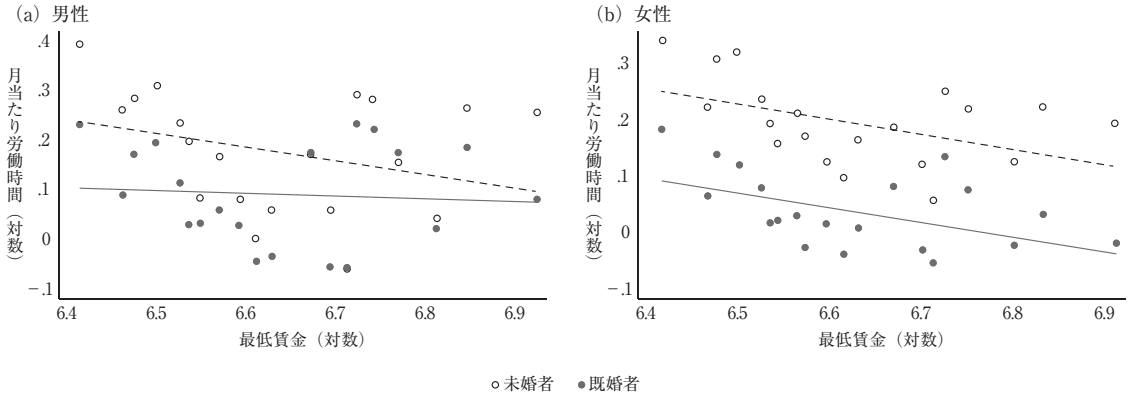 (a) 男性
月当たり労働時間（対数）
.4
.3
.2
.1
0
－.1
6.4 6.5 6.6 6.7 6.8 6.9
最低賃金（対数）
(b) 女性
月当たり労働時間（対数）
.3
.2
.1
0
－.1
6.4 6.5 6.6 6.7 6.8 6.9
最低賃金（対数）
未婚者 既婚者